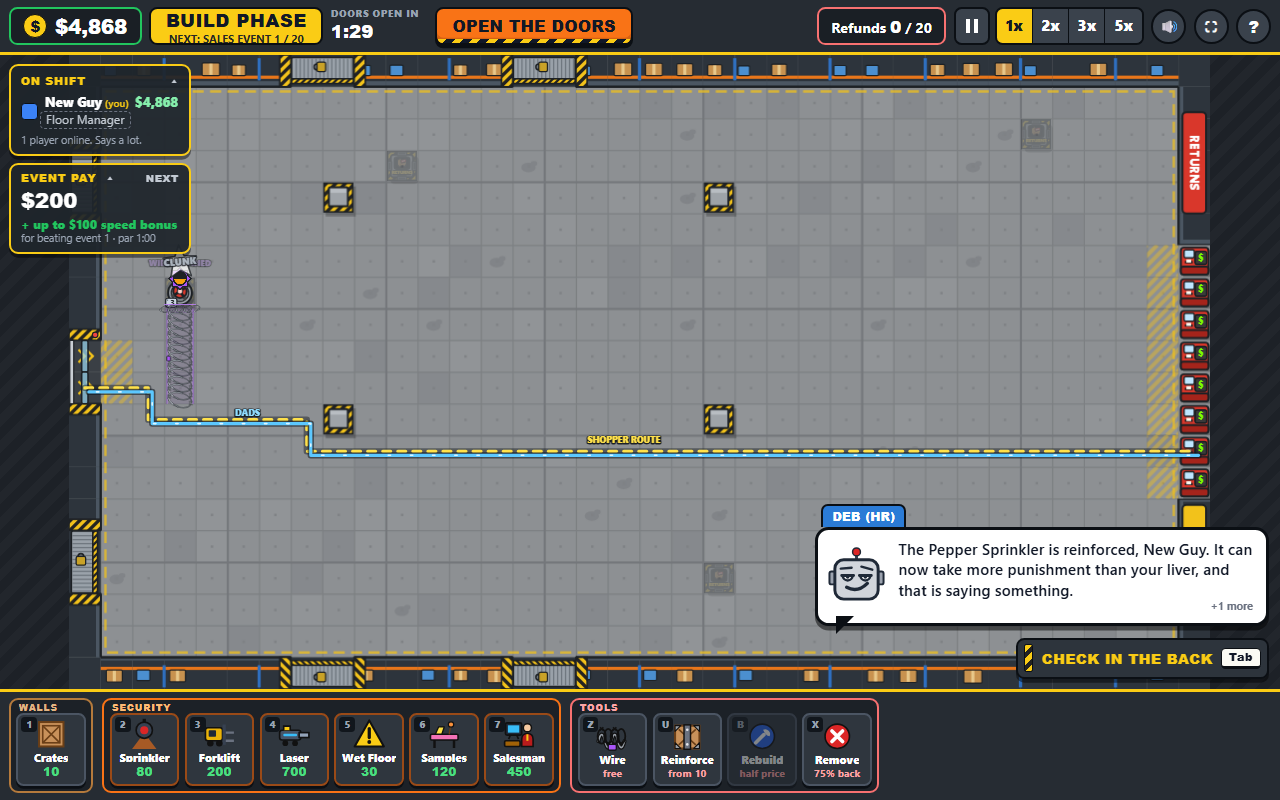 $4,868
BUILD PHASE
NEXT: SALES EVENT 1 / 20
DOORS OPEN IN
1:29
OPEN THE DOORS
Refunds 0 / 20
1x
2x
3x
5x
?
ON SHIFT
New Guy (you) $4,868
Floor Manager
1 player online. Says a lot.
EVENT PAY
NEXT
$200
+ up to $100 speed bonus
for beating event 1 · par 1:00
CLUNK
RETURNS
DADS
SHOPPER ROUTE
DEB (HR)
The Pepper Sprinkler is reinforced, New Guy. It can
now take more punishment than your liver, and
that is saying something.
+1 more
CHECK IN THE BACK Tab
WALLS
1
Crates
10
SECURITY
2
Sprinkler
80
3
Forklift
200
4
Laser
700
5
Wet Floor
30
6
Samples
120
7
Salesman
450
TOOLS
Z
Wire
free
U
Reinforce
from 10
B
Rebuild
half price
X
Remove
75% back